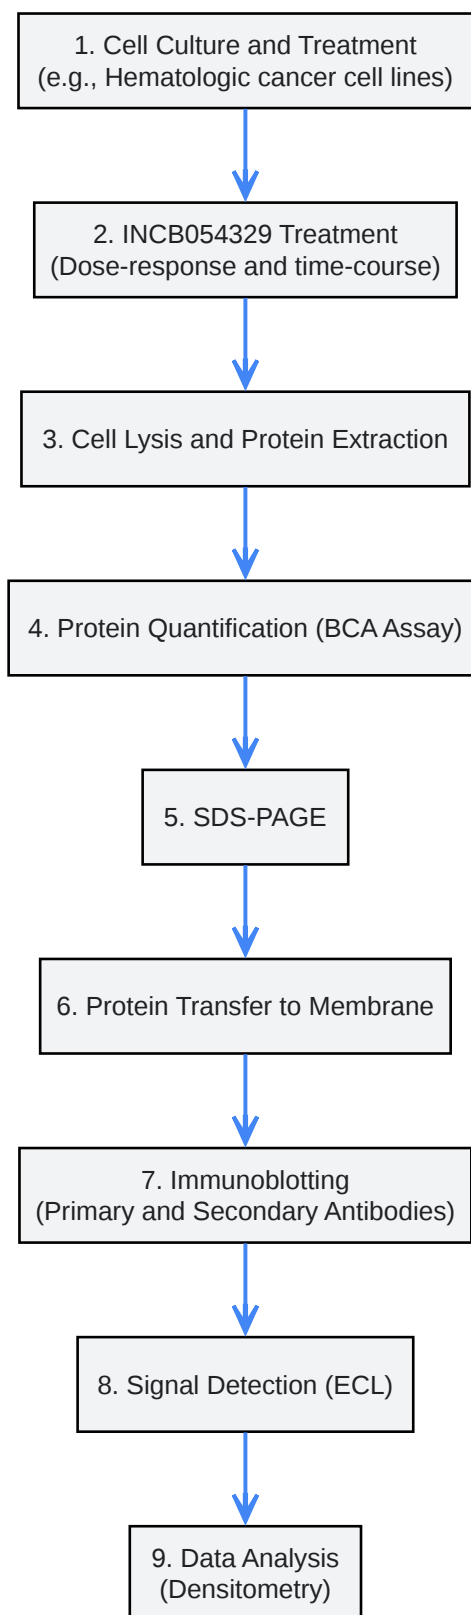 1. Cell Culture and Treatment
(e.g., Hematologic cancer cell lines)
2. INCB054329 Treatment
(Dose-response and time-course)
3. Cell Lysis and Protein Extraction
4. Protein Quantification (BCA Assay)
5. SDS-PAGE
6. Protein Transfer to Membrane
7. Immunoblotting
(Primary and Secondary Antibodies)
8. Signal Detection (ECL)
9. Data Analysis
(Densitometry)